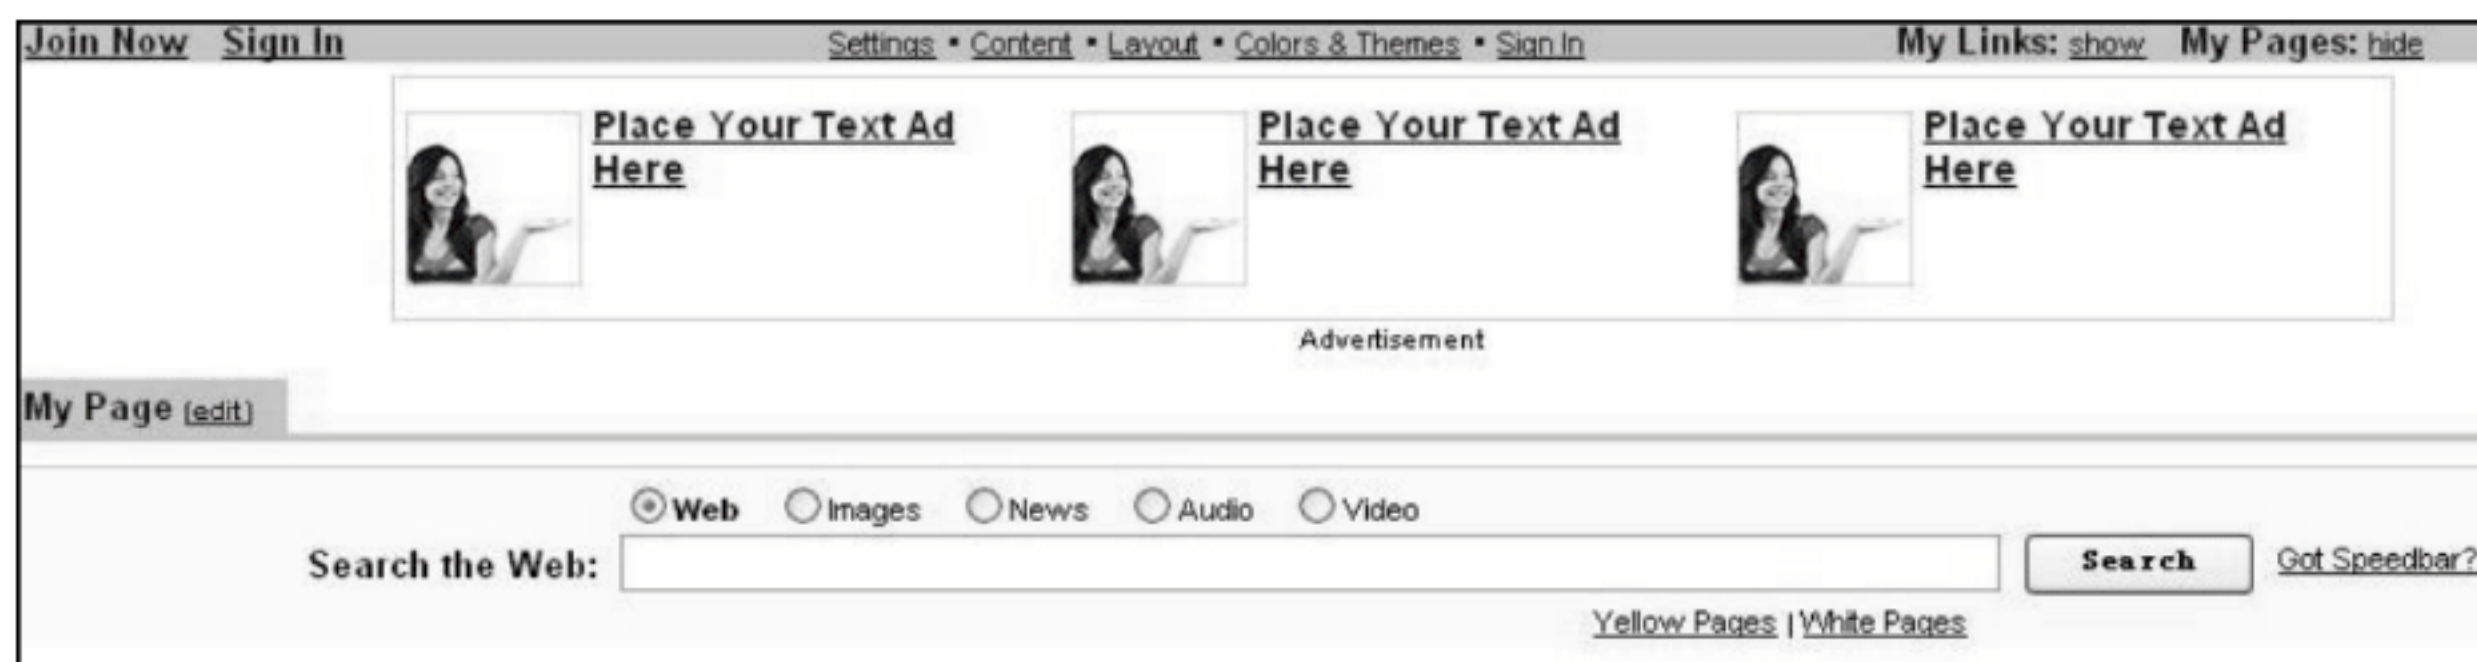 Join Now Sign In Settings • Content • Layout • Colors & Themes • Sign In My Links: show My Pages: hide
Place Your Text Ad
Here
Place Your Text Ad
Here
Place Your Text Ad
Here
Advertisement
My Page (edit)
Web Images News Audio Video
Search the Web: Search Got Speedbar?
Yellow Pages | White Pages